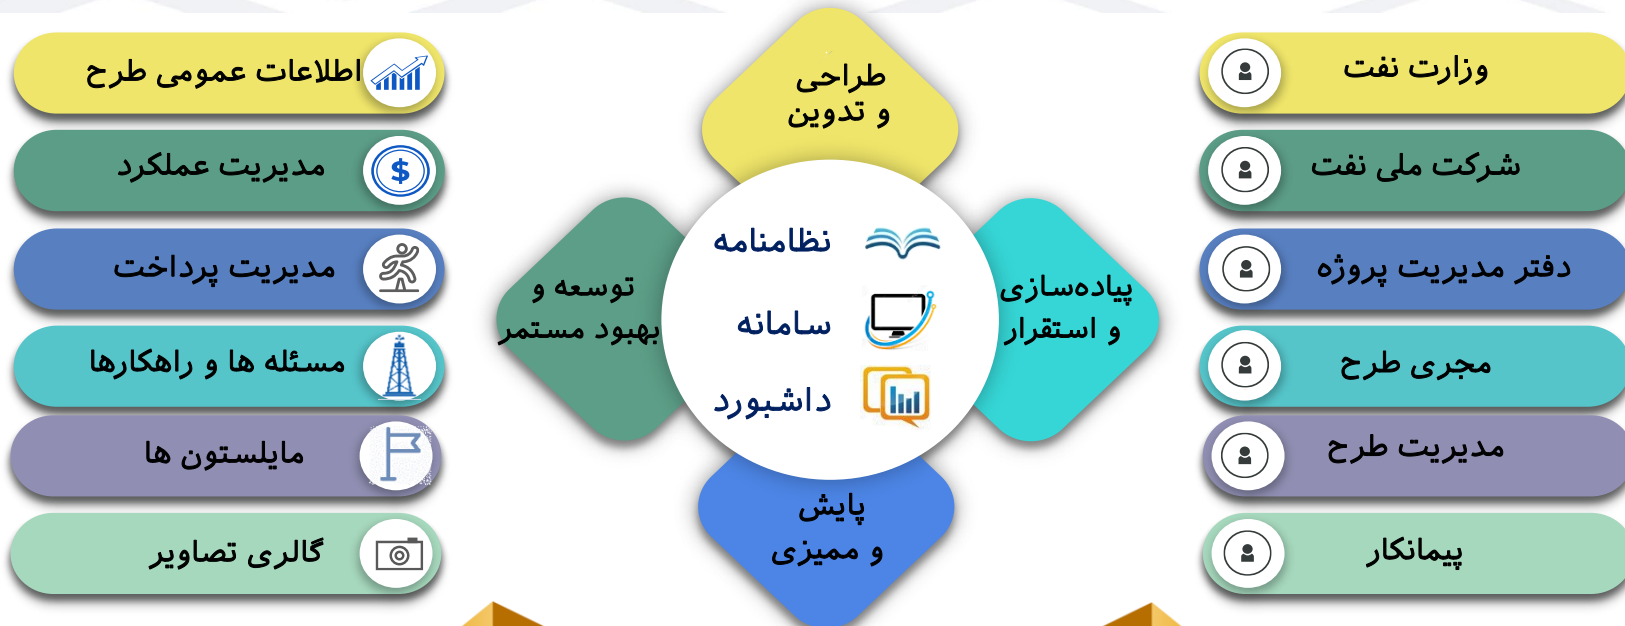 وزارت نفت
شرکت ملی نفت
دفتر مدیریت پروژه
مجری طرح
مدیریت طرح
پیمانکار
طراحی
و تدوین
پیاده‌سازی
و استقرار
نظامنامه
سامانه
داشبورد
توسعه و
بهبود مستمر
پایش
و ممیزی
اطلاعات عمومی طرح
مدیریت عملکرد
$
مدیریت پرداخت
مسئله ها و راهکارها
مایلستون ها
گالری تصاویر